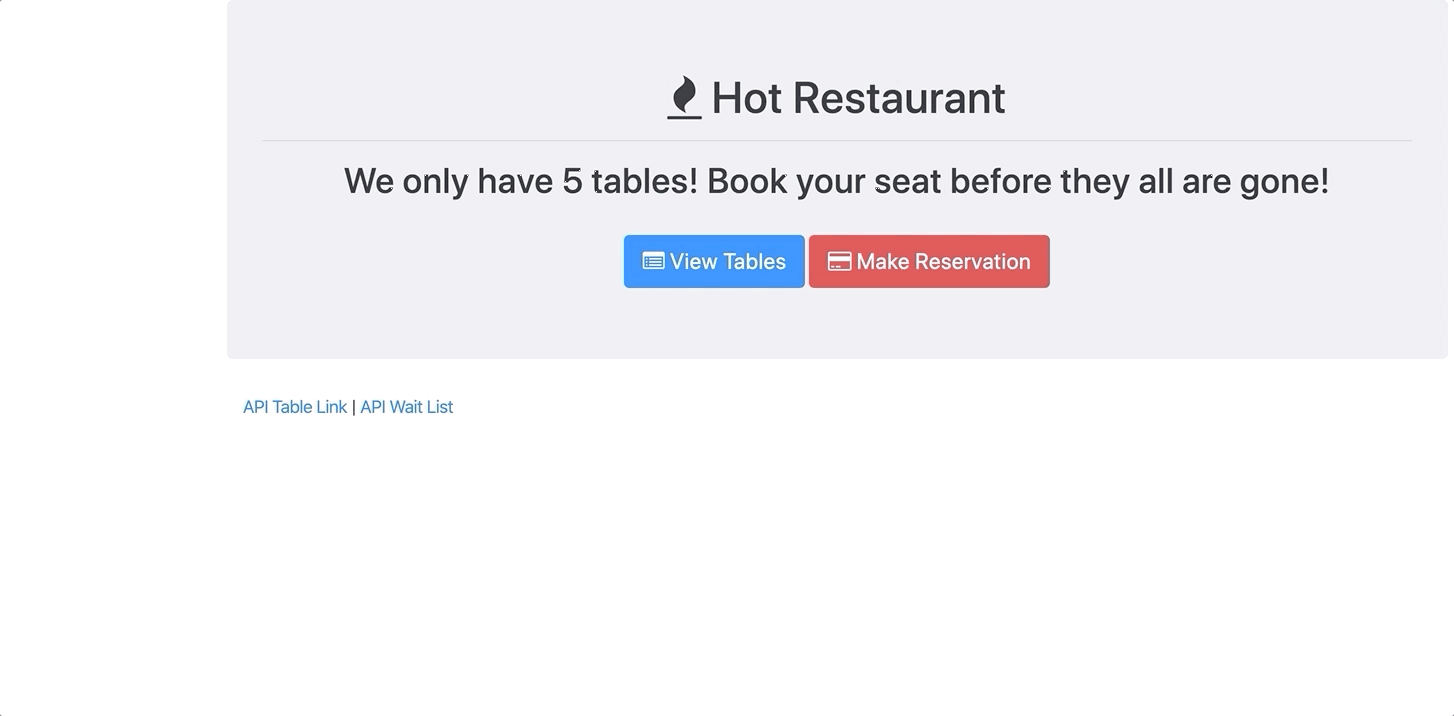 Hot Restaurant
We only have 5 tables! Book your seat before they all are gone!
View Tables Make Reservation
API Table Link | API Wait List